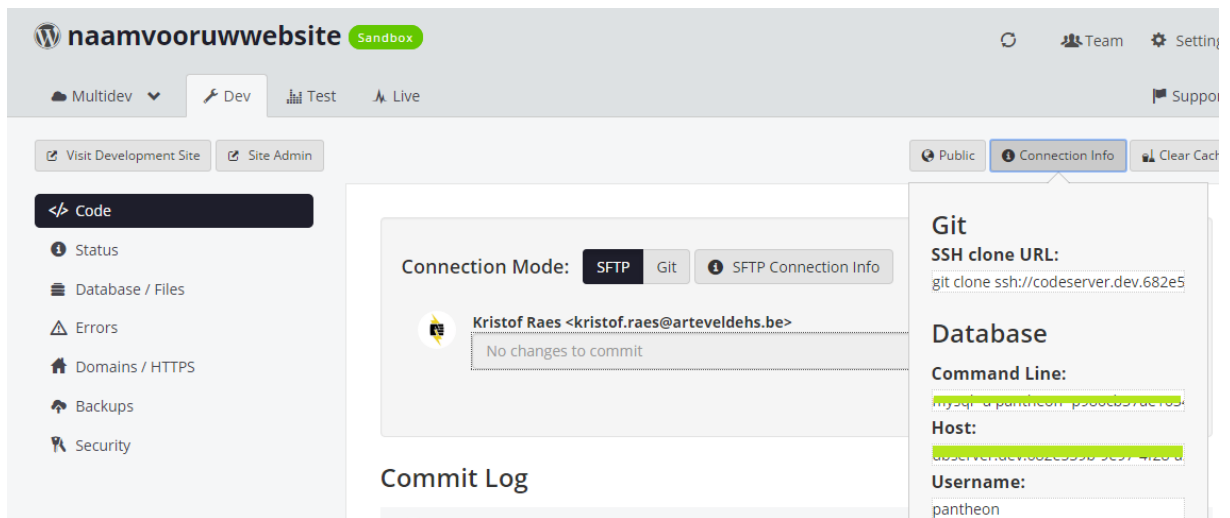 naamvooruwwebsite Sandbox
Team Setting
Multidev Dev Test Live
Suppor
Visit Development Site Site Admin
Public Connection Info Clear Cach
</> Code
Status
Database / Files
Errors
Domains / HTTPS
Backups
Security
Connection Mode: SFTP Git SFTP Connection Info
Kristof Raes <kristof.raes@arteveldehs.be>
No changes to commit
Commit Log
Git
SSH clone URL:
git clone ssh://codeserver.dev.682e5
Database
Command Line:
Host:
Username:
pantheon